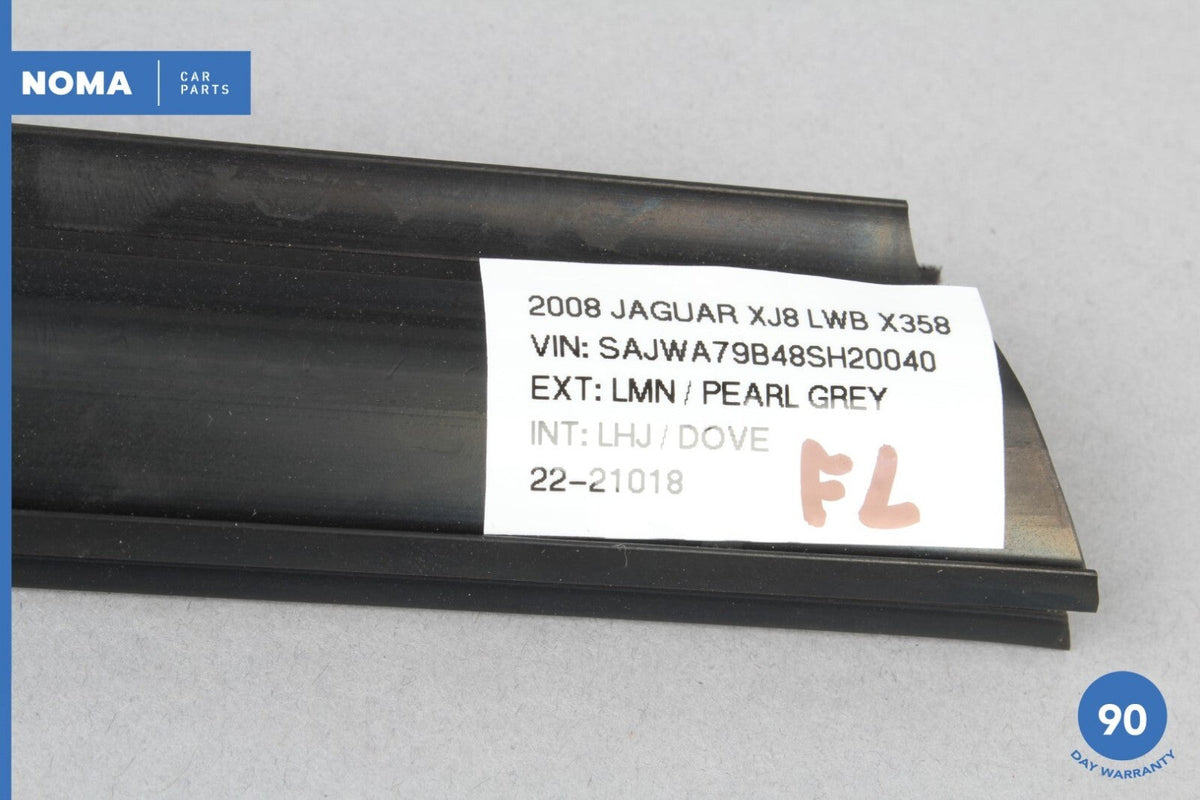 NOMA
CAR
PARTS
2008 JAGUAR XJ8 LWB X358
VIN: SAJWA79B48SH20040
EXT: LMN / PEARL GREY
INT: LHJ / DOVE
22-21018
FL
90
DAY WARRANTY